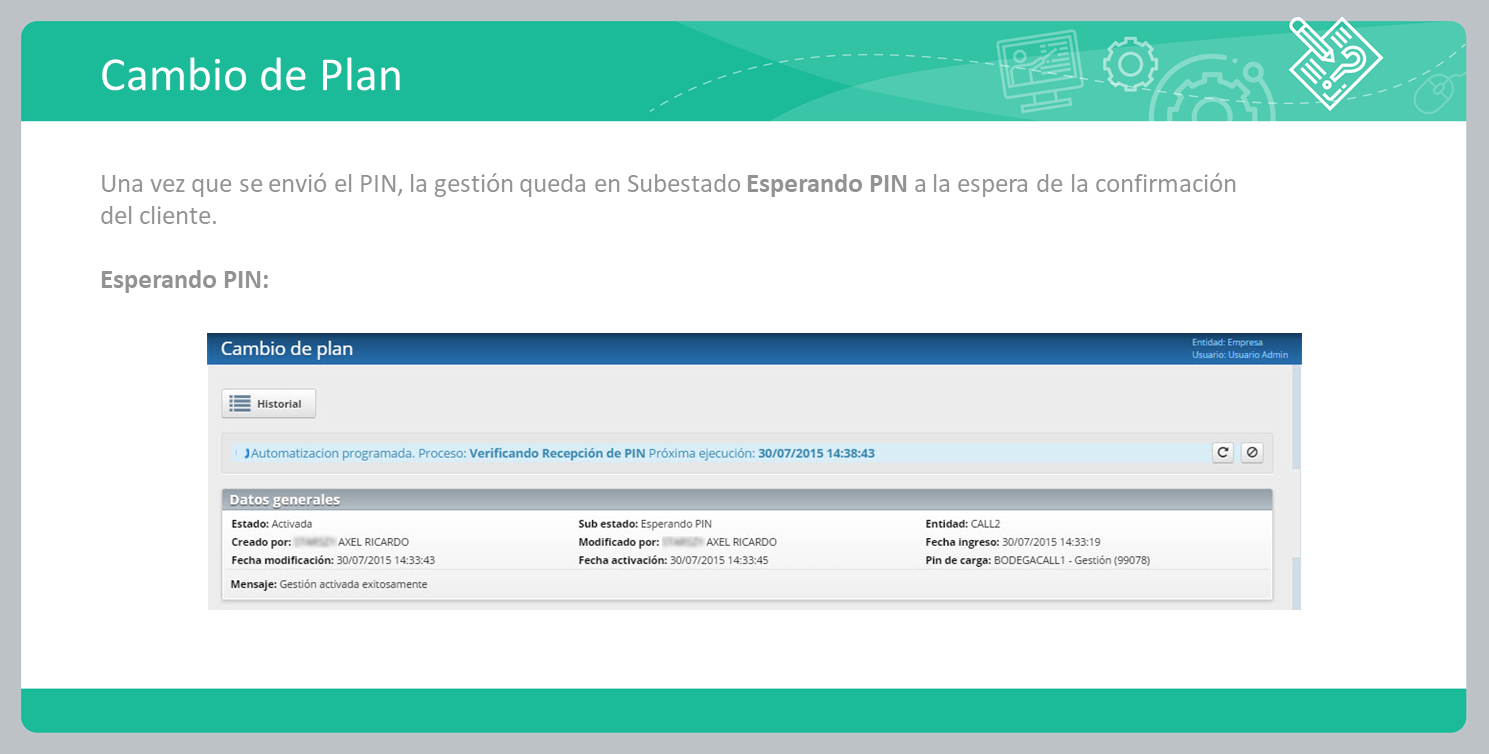 Cambio de Plan
Una vez que se envió el PIN, la gestión queda en Subestado Esperando PIN a la espera de la confirmación
del cliente.
Esperando PIN:
Cambio de plan
Entidad: Empresa
Usuario: Usuario Admin
Historial
Automatizacion programada. Proceso: Verificando Recepción de PIN Próxima ejecución: 30/07/2015 14:38:43
Datos generales
Estado: Activada Sub estado: Esperando PIN Entidad: CALL2
Creado por: AXEL RICARDO Modificado por: AXEL RICARDO Fecha ingreso: 30/07/2015 14:33:19
Fecha modificación: 30/07/2015 14:33:43 Fecha activación: 30/07/2015 14:33:45 Pin de carga: BODEGACALL1 - Gestión (99078)
Mensaje: Gestión activada exitosamente